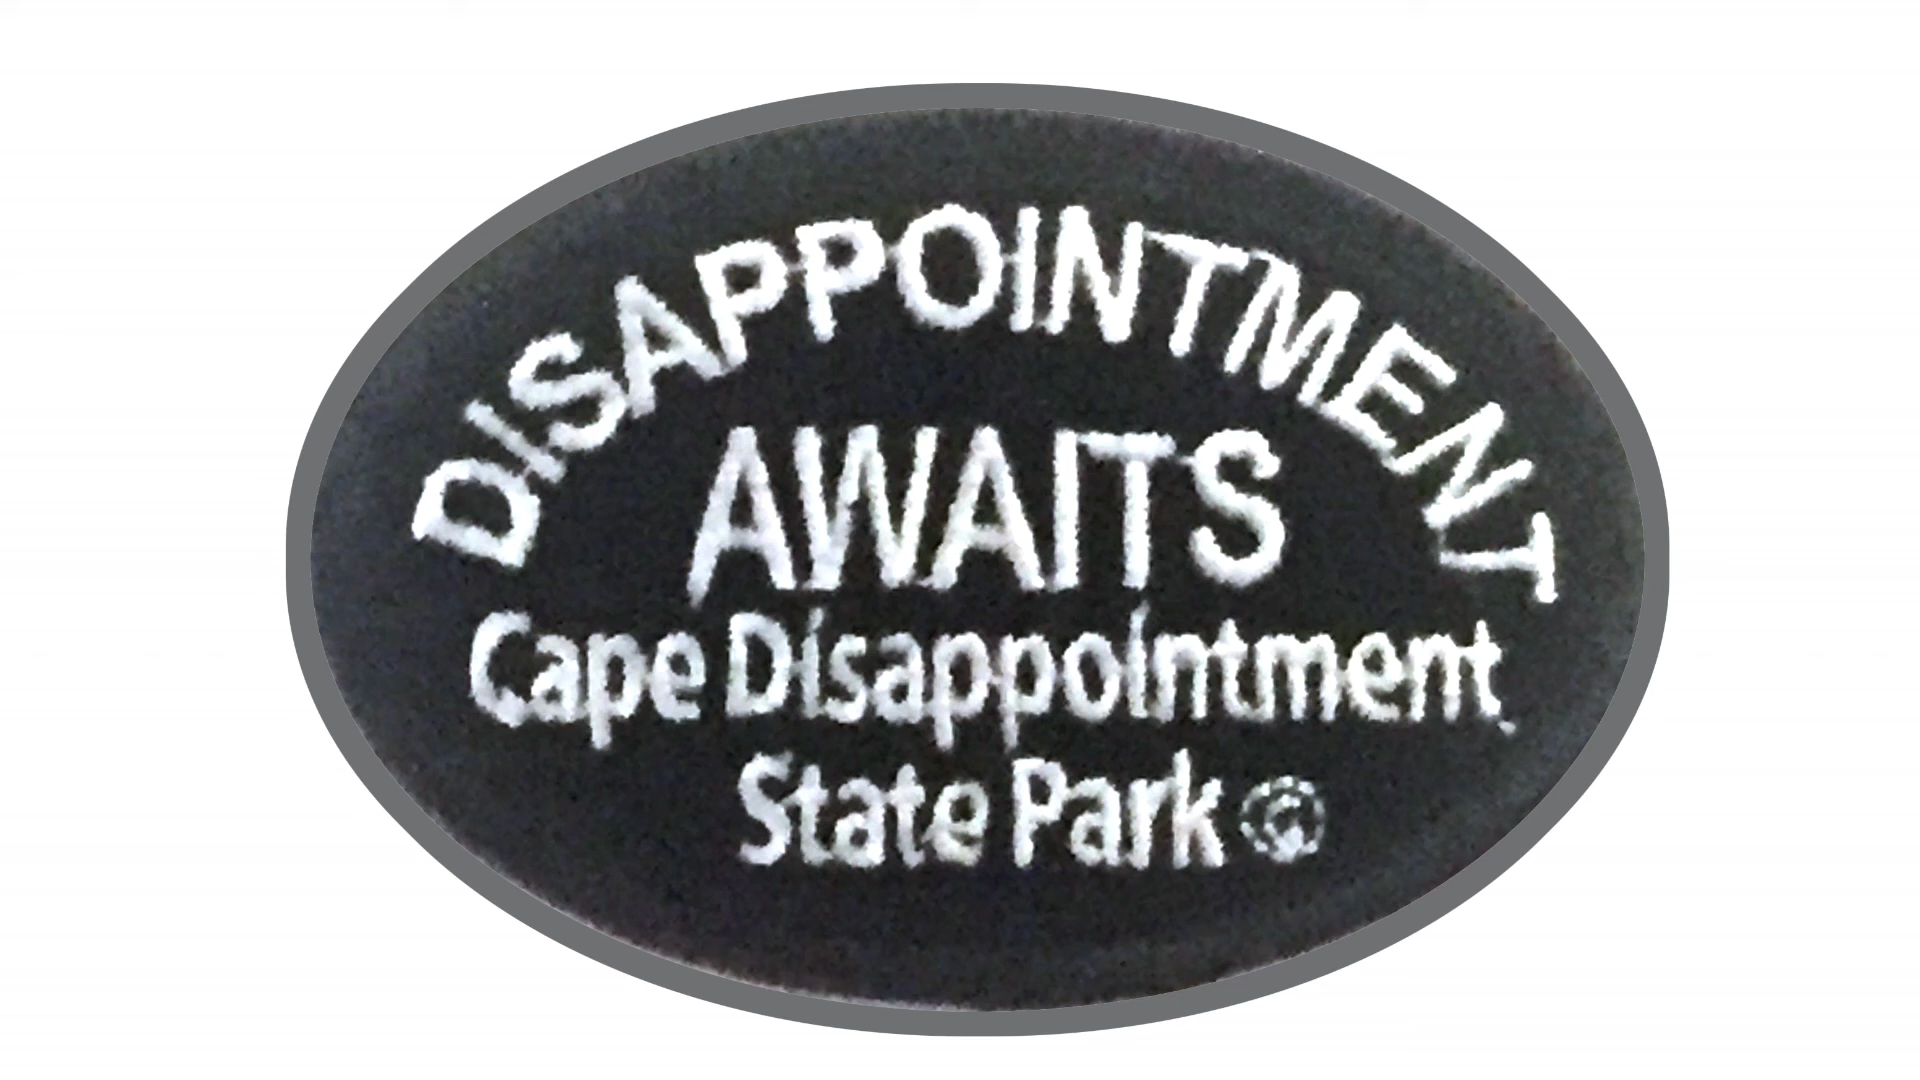 DISAPPOINTMENT
AWAITS
Cape Disappointment
State Park